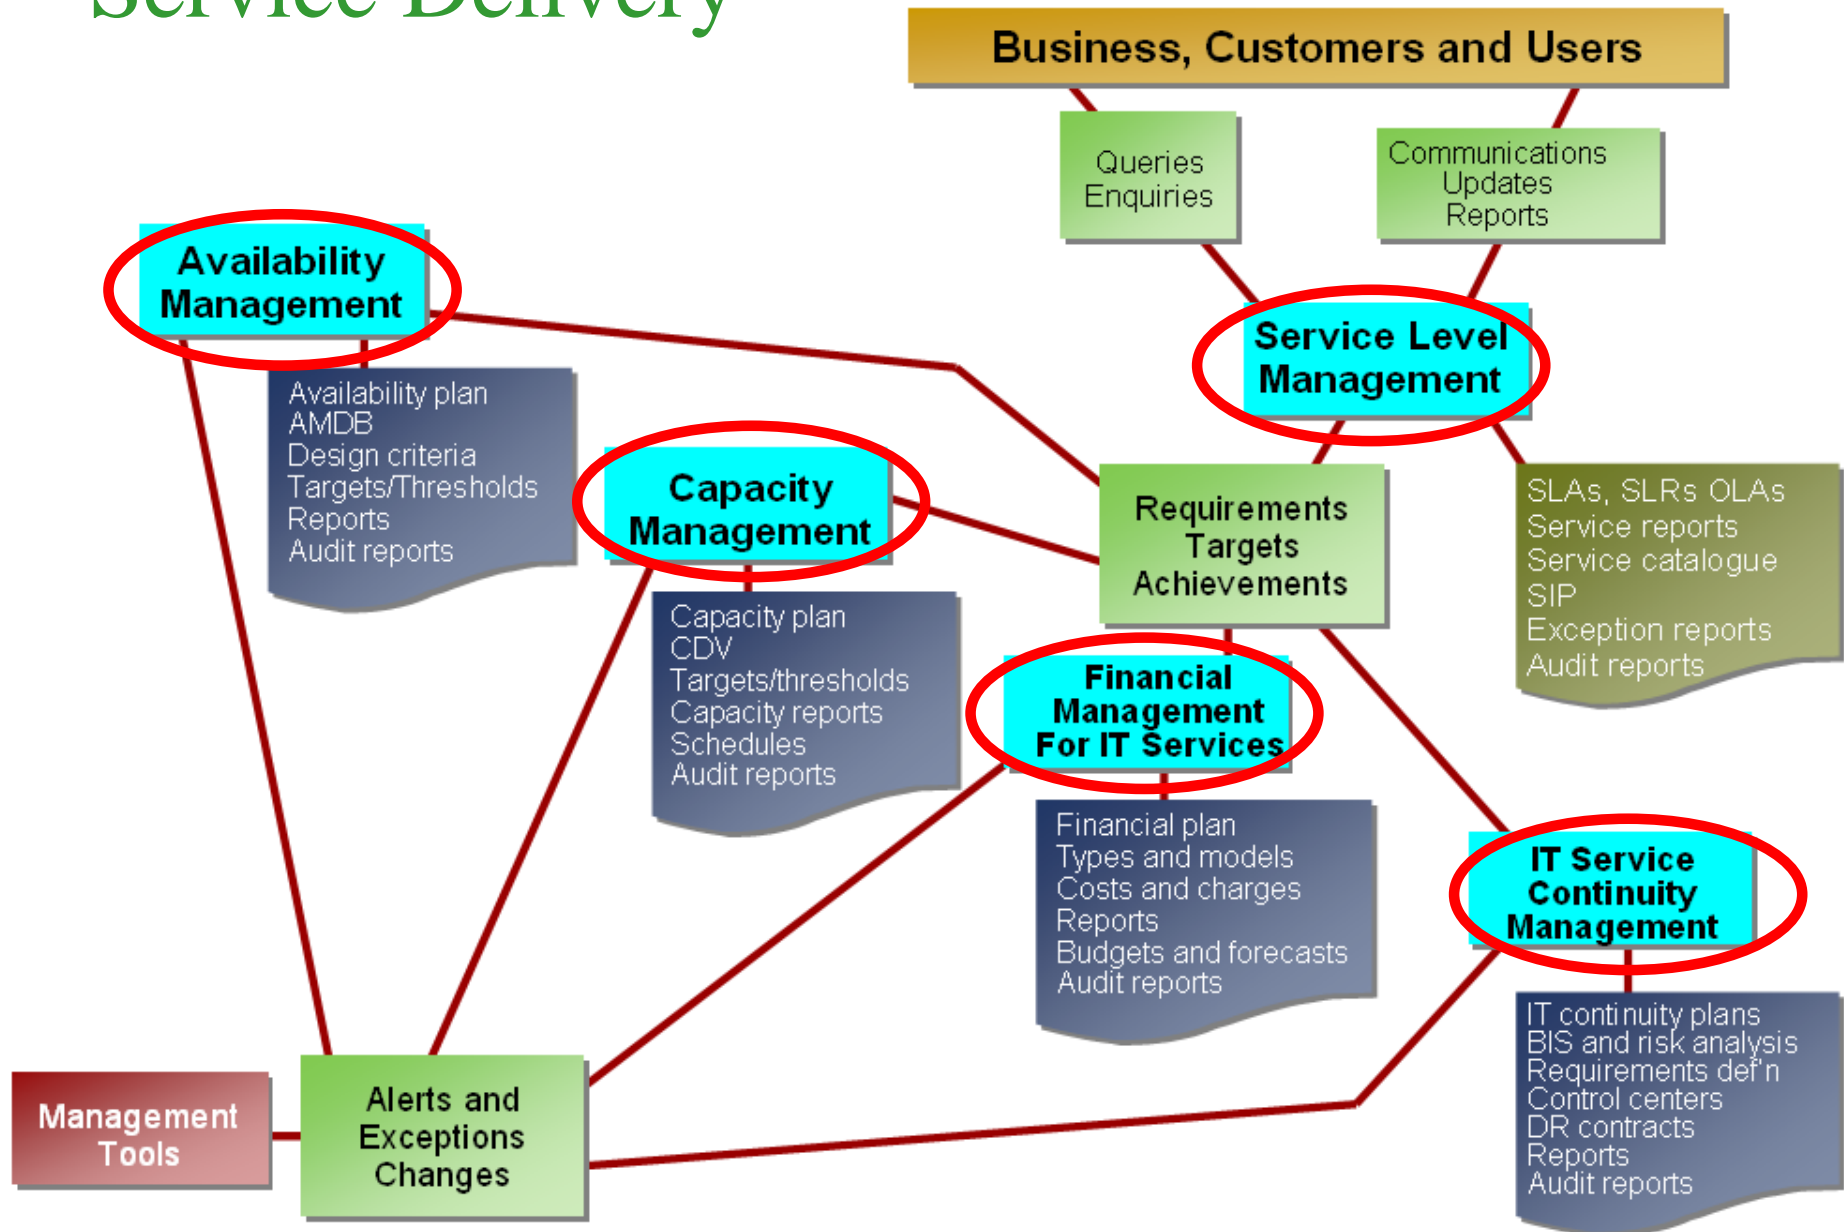 Service Delivery
Business, Customers and Users
Queries
Enquiries
Communications
Updates
Reports
Availability
Management
Service Level
Management
Availability plan
AMDB
Design criteria
Targets/Thresholds
Reports
Audit reports
Capacity
Management
Requirements
Targets
Achievements
SLAs, SLRs OLAs
Service reports
Service catalogue
SIP
Exception reports
Audit reports
Capacity plan
CDV
Targets/thresholds
Capacity reports
Schedules
Audit reports
Financial
Management
For IT Services
Financial plan
Types and models
Costs and charges
Reports
Budgets and forecasts
Audit reports
IT Service
Continuity
Management
IT continuity plans
BIS and risk analysis
Requirements def'n
Control centers
DR contracts
Reports
Audit reports
Management
Tools
Alerts and
Exceptions
Changes